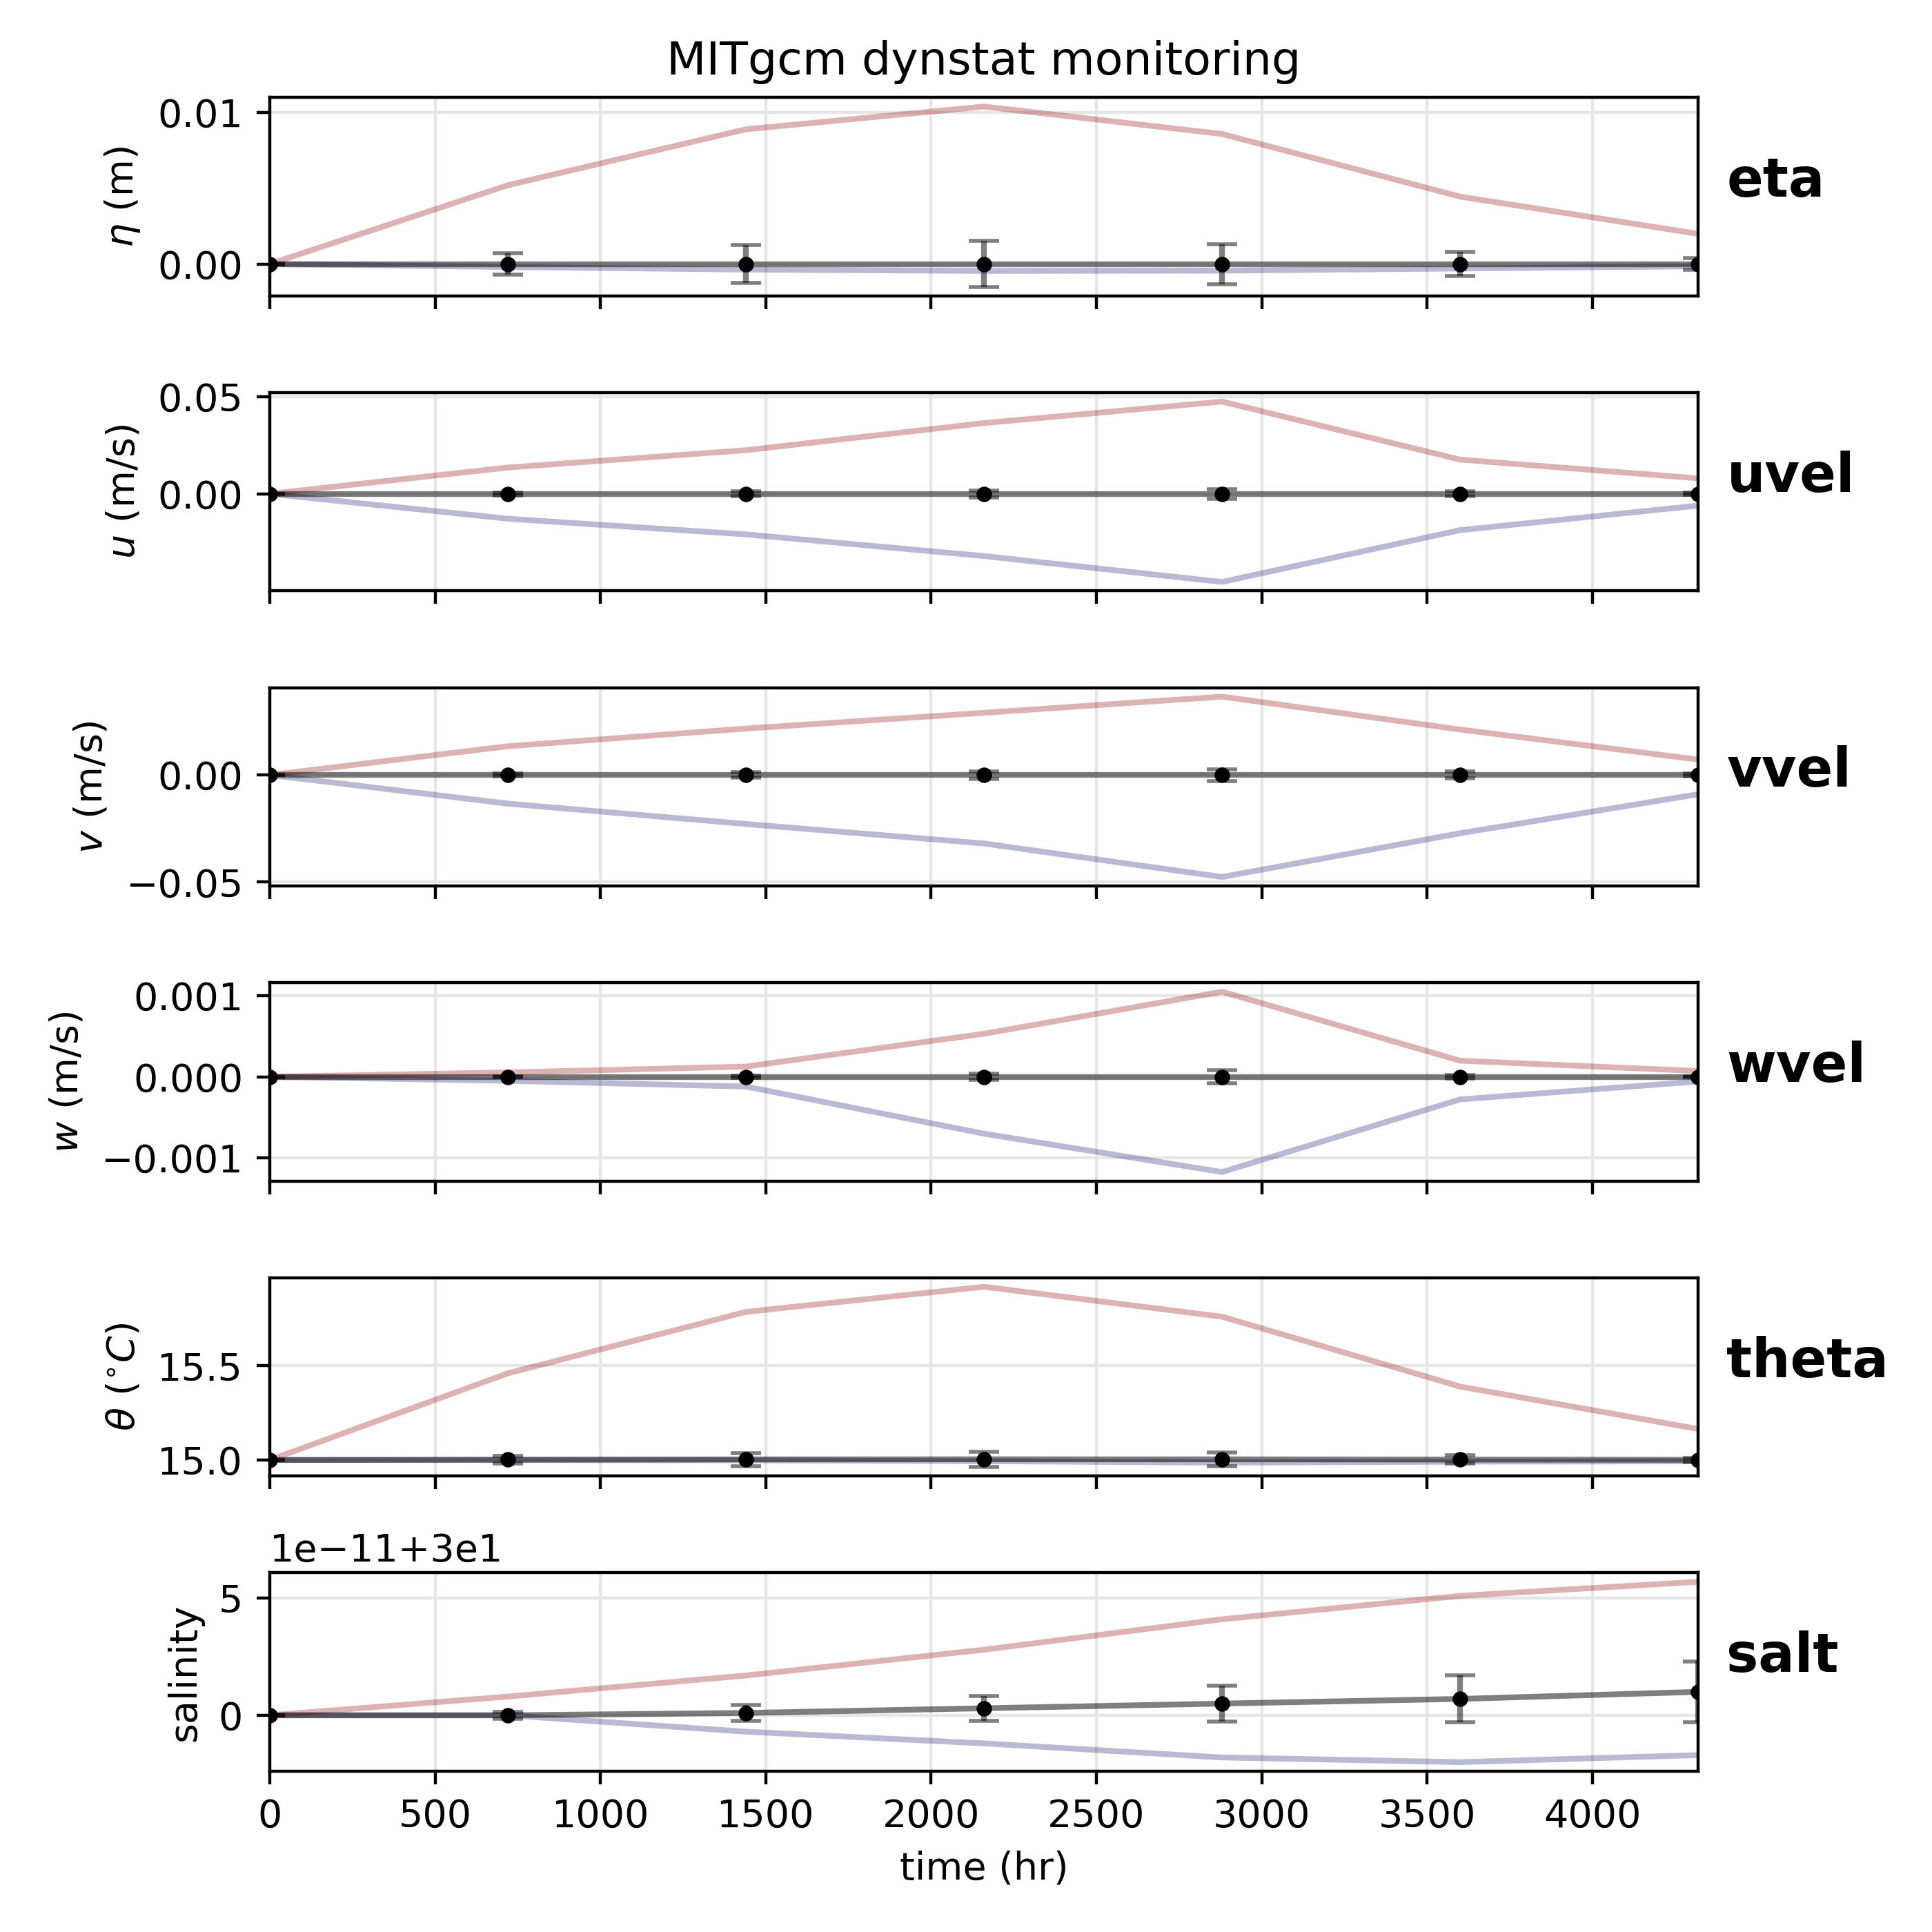 MITgcm dynstat monitoring
0.01
0.00
η (m)
eta
0.05
0.00
u (m/s)
uvel
0.00
−0.05
v (m/s)
vvel
0.001
0.000
−0.001
w (m/s)
wvel
15.5
15.0
θ (°C)
theta
1e−11+3e1
5
0
salinity
salt
0 500 1000 1500 2000 2500 3000 3500 4000
time (hr)